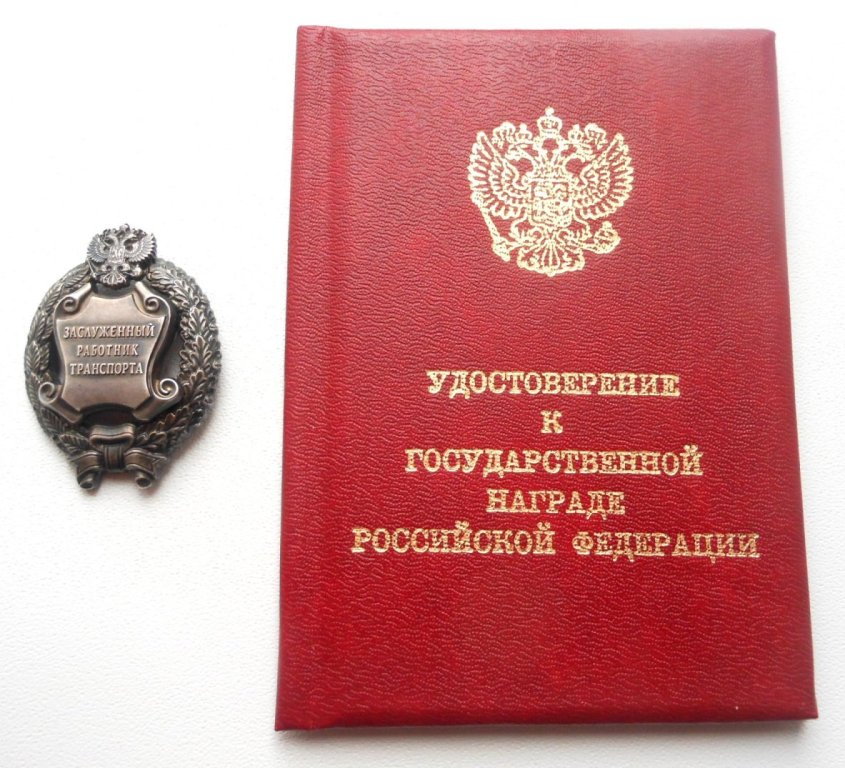 ЗАСЛУЖЕННЫЙ
РАБОТНИК
ТРАНСПОРТА
УДОСТОВЕРЕНИЕ
К
ГОСУДАРСТВЕННОЙ
НАГРАДЕ
РОССИЙСКОЙ ФЕДЕРАЦИИ